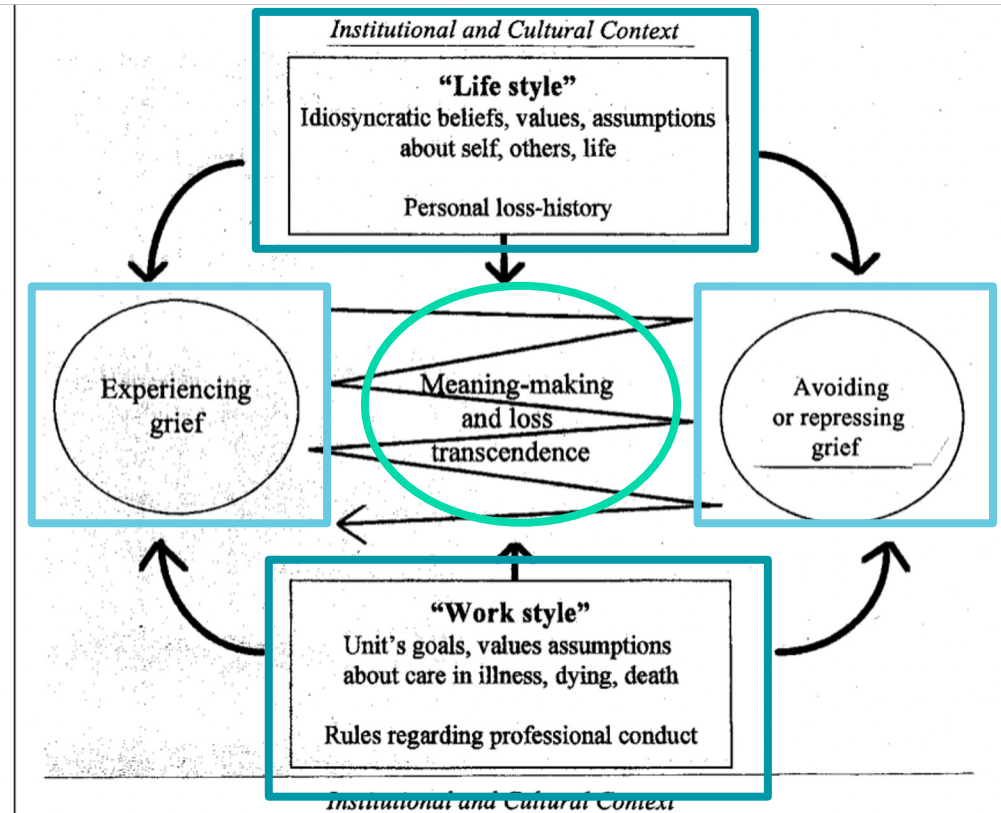 Institutional and Cultural Context
“Life style”
Idiosyncratic beliefs, values, assumptions
about self, others, life
Personal loss-history
Experiencing
grief
Meaning-making
and loss
transcendence
Avoiding
or repressing
grief
“Work style”
Unit’s goals, values assumptions
about care in illness, dying, death
Rules regarding professional conduct
Institutional and Cultural Context